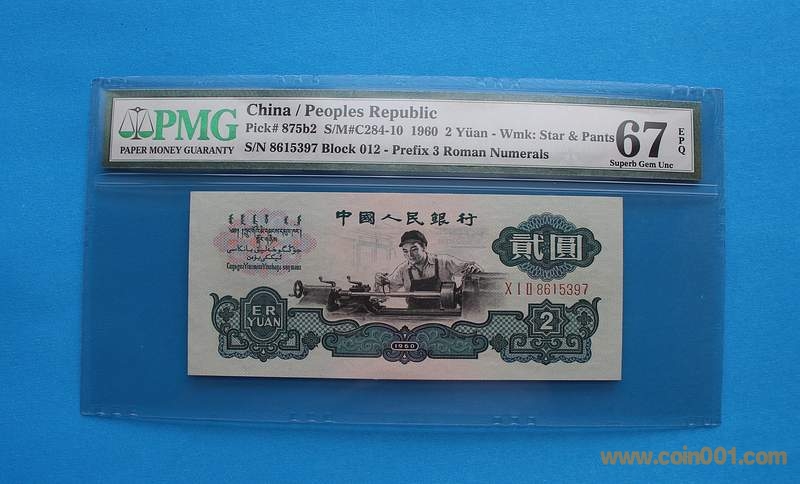 PMG
PAPER MONEY GUARANTY
China / Peoples Republic
Pick# 875b2 S/M#C284-10 1960 2 Yüan - Wmk: Star & Pants
S/N 8615397 Block 012 - Prefix 3 Roman Numerals
67
EPQ
Superb Gem Unc
中國人民銀行
貳圓
X I II 8615397
ER
YUAN
1960
2
www.coin001.com